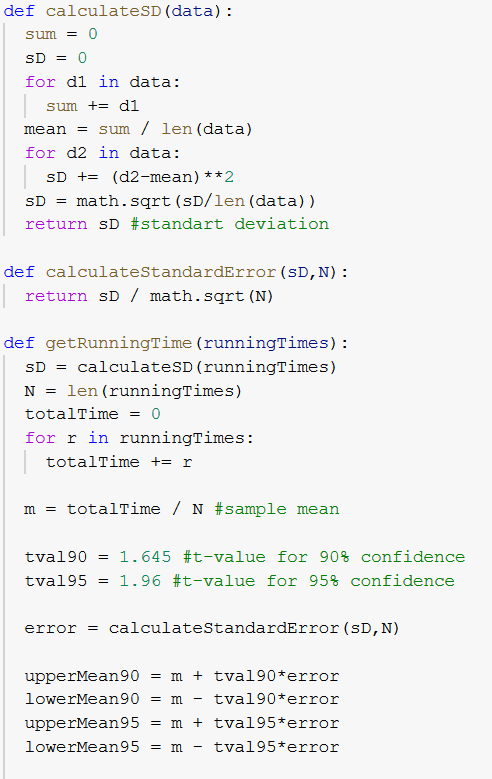 def calculateSD(data):
  sum = 0
  sD = 0
  for d1 in data:
    sum += d1
  mean = sum / len(data)
  for d2 in data:
    sD += (d2-mean)**2
  sD = math.sqrt(sD/len(data))
  return sD #standart deviation

def calculateStandardError(sD,N):
  return sD / math.sqrt(N)

def getRunningTime(runningTimes):
  sD = calculateSD(runningTimes)
  N = len(runningTimes)
  totalTime = 0
  for r in runningTimes:
    totalTime += r

  m = totalTime / N #sample mean

  tval90 = 1.645 #t-value for 90% confidence
  tval95 = 1.96 #t-value for 95% confidence

  error = calculateStandardError(sD,N)

  upperMean90 = m + tval90*error
  lowerMean90 = m - tval90*error
  upperMean95 = m + tval95*error
  lowerMean95 = m - tval95*error